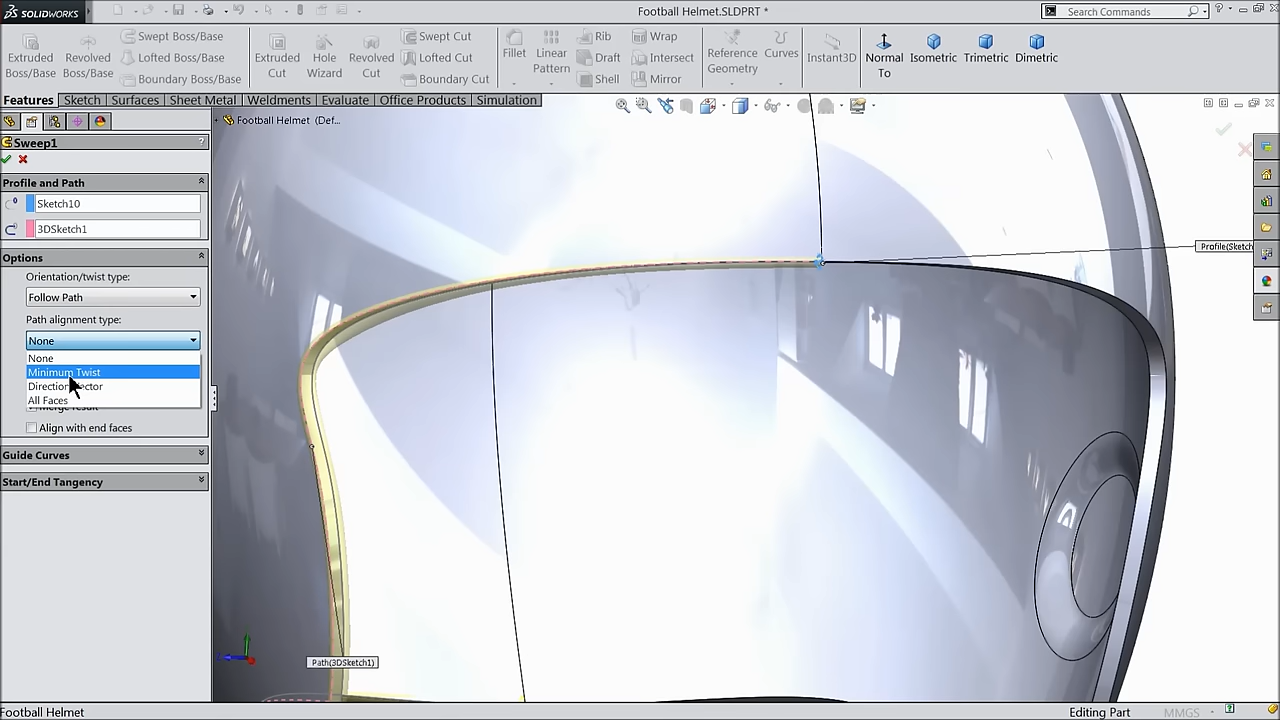 SOLIDWORKS
Football Helmet.SLDPRT *
Search Commands
Extruded Boss/Base
Revolved Boss/Base
Swept Boss/Base
Lofted Boss/Base
Boundary Boss/Base
Extruded Cut
Hole Wizard
Revolved Cut
Swept Cut
Lofted Cut
Boundary Cut
Fillet
Linear Pattern
Rib
Draft
Shell
Wrap
Intersect
Mirror
Reference Geometry
Curves
Instant3D
Normal To
Isometric
Trimetric
Dimetric
Features
Sketch
Surfaces
Sheet Metal
Weldments
Evaluate
Office Products
Simulation
Football Helmet (Def...
Sweep1
?
Profile and Path
Sketch10
3DSketch1
Options
Orientation/twist type:
Follow Path
Path alignment type:
None
None
Minimum Twist
All Faces
Merge result
Align with end faces
Guide Curves
Start/End Tangency
Profile(Sketch
Path(3DSketch1)
Football Helmet
Editing Part
MMGS